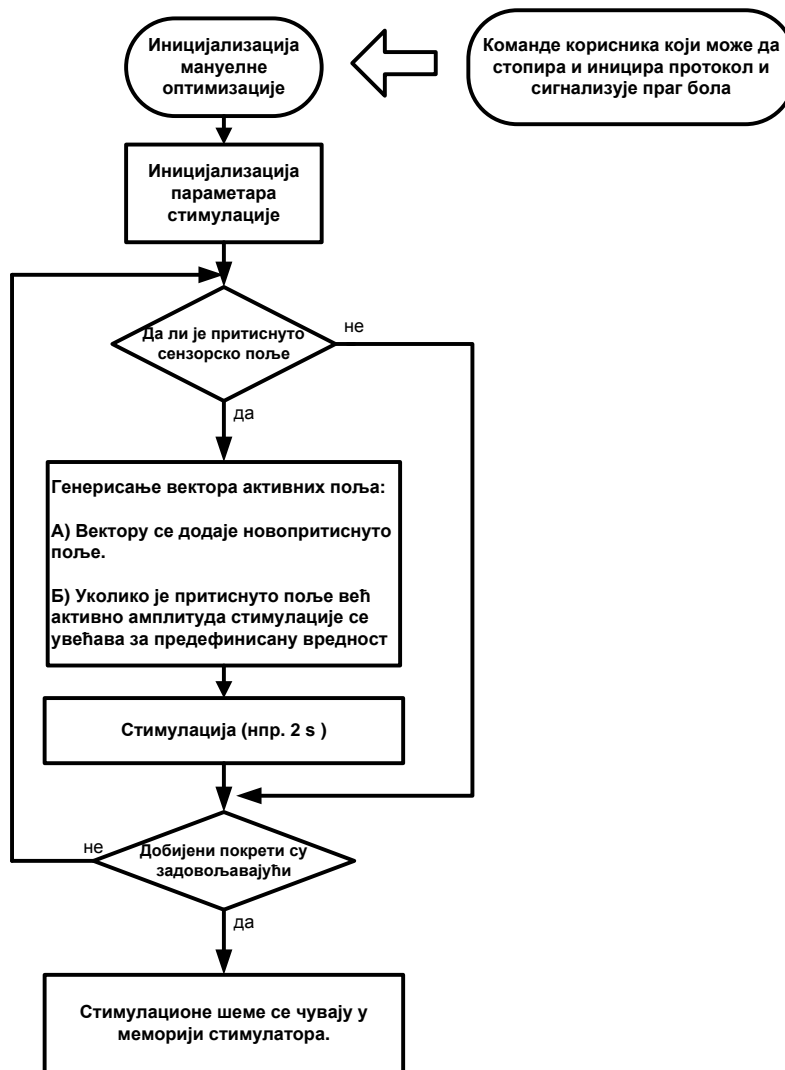 Иницијализација
мануелне
оптимизације
Команде корисника који може да
стопира и иницира протокол и
сигнализује праг бола
Иницијализација
параметара
стимулације
Да ли је притиснуто
сензорско поље
не
да
Генерисање вектора активних поља:
А) Вектору се додаје новопритиснуто
поље.
Б) Уколико је притиснуто поље већ
активно амплитуда стимулације се
увећава за предефинисану вредност
Стимулација (нпр. 2 s )
Добијени покрети су
задовољавајући
не
да
Стимулационе шеме се чувају у
меморији стимулатора.